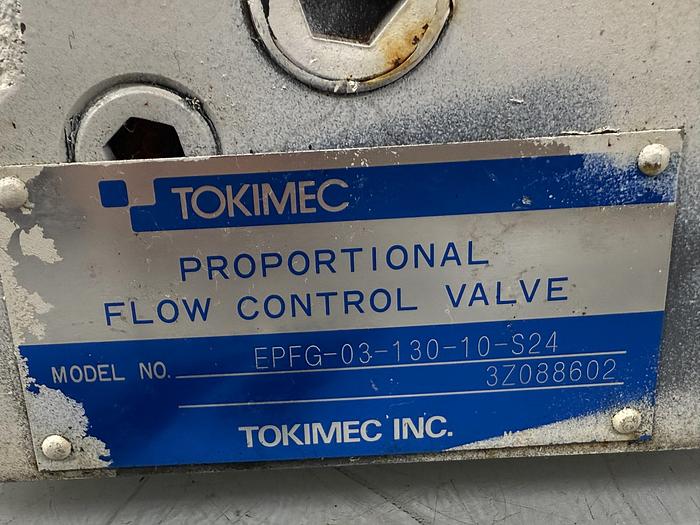 TOKIMEC
PROPORTIONAL
FLOW CONTROL VALVE
MODEL NO. EPFG-03-130-10-S24
3Z088602
TOKIMEC INC.